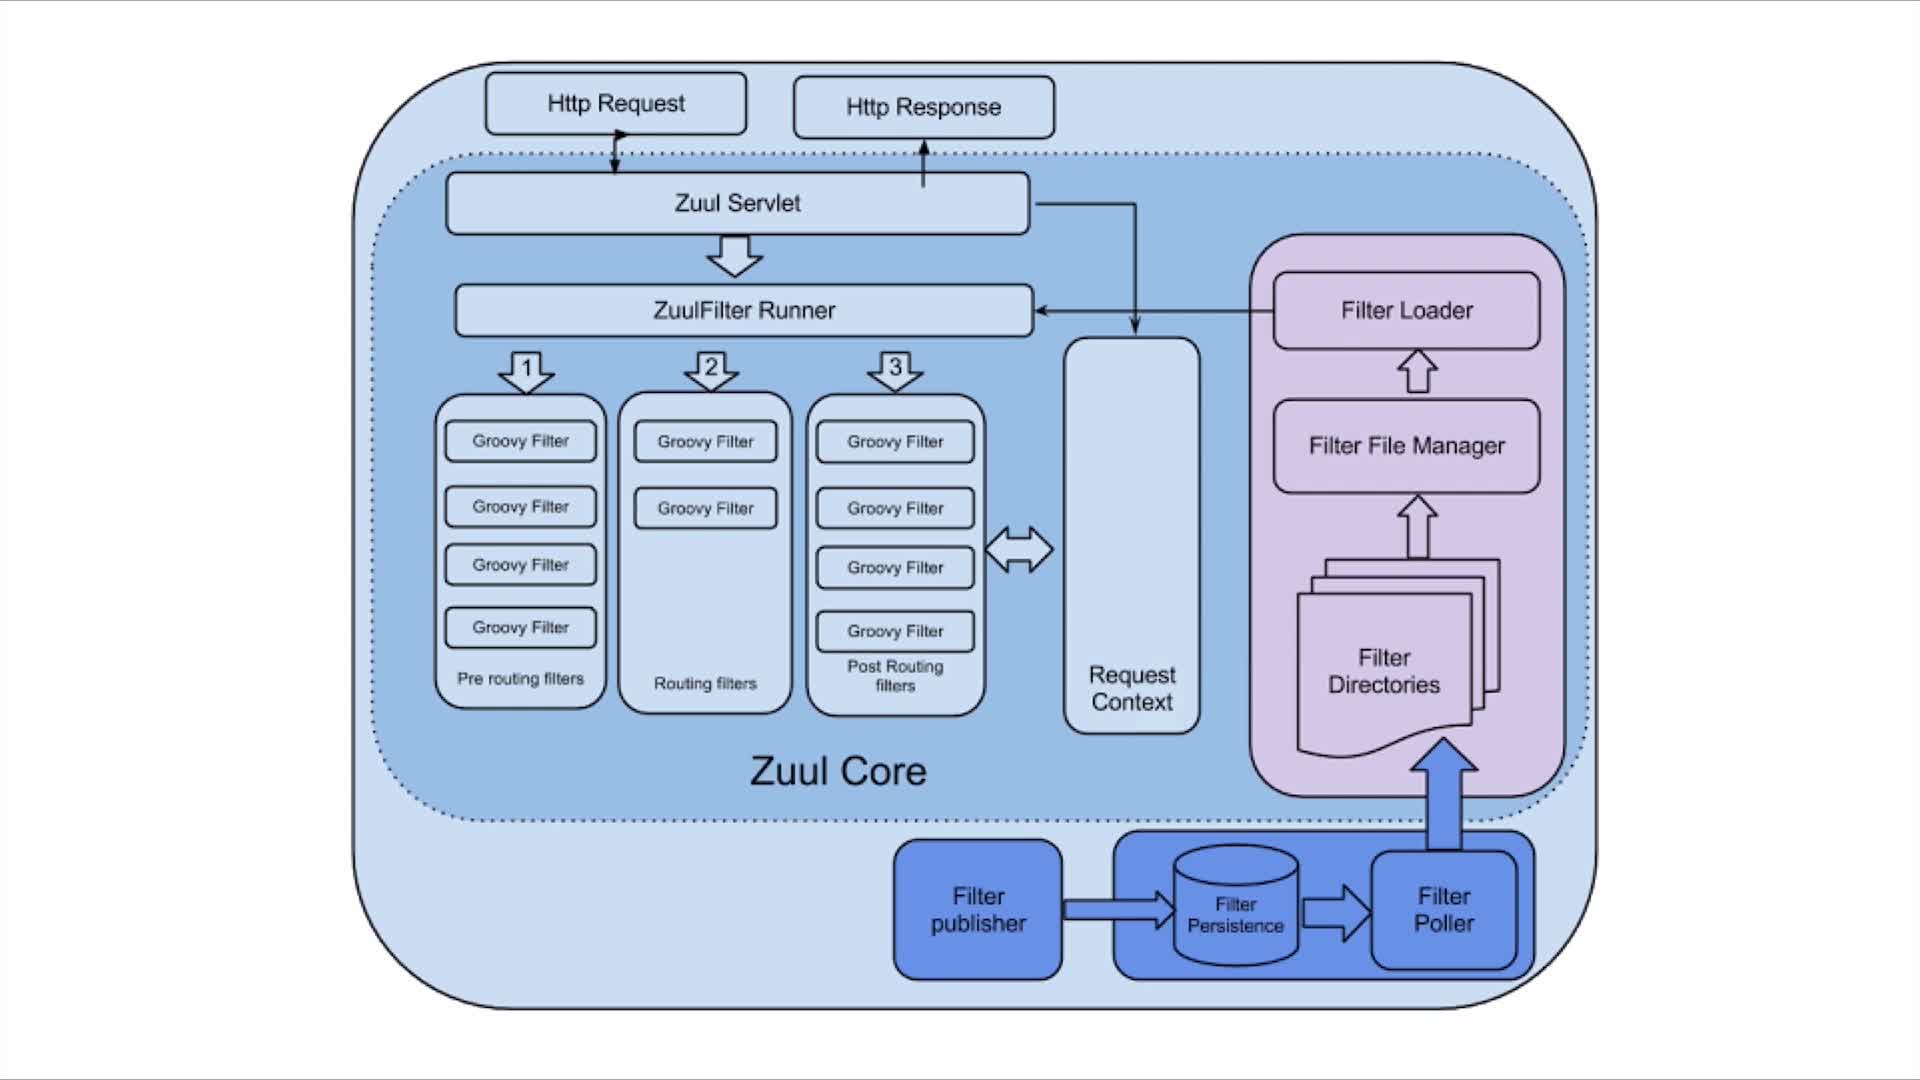 Http Request
Http Response
Zuul Servlet
ZuulFilter Runner
Filter Loader
1
2
3
Filter File Manager
Groovy Filter
Groovy Filter
Groovy Filter
Groovy Filter
Pre routing filters
Groovy Filter
Groovy Filter
Routing filters
Groovy Filter
Groovy Filter
Groovy Filter
Groovy Filter
Post Routing
filters
Request
Context
Filter
Directories
Zuul Core
Filter
publisher
Filter
Persistence
Filter
Poller